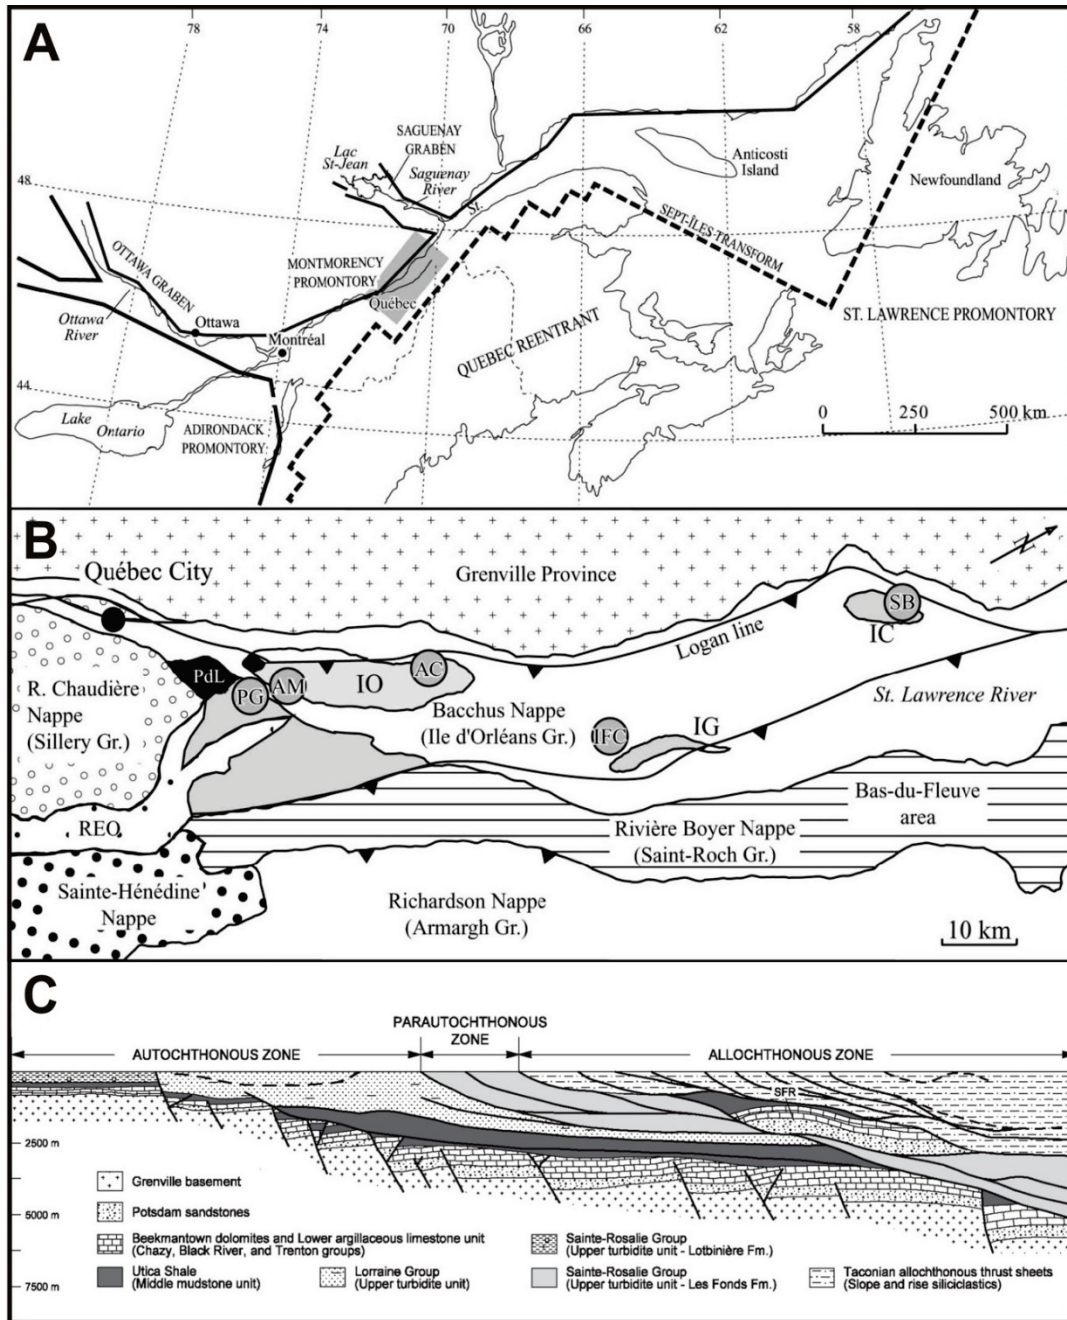 A
78
74
70
66
62
58
SAGUENAY
GRABEN
Lac
St-Jean
Saguenay
River
St.
Anticosti
Island
Newfoundland
48
SEPT-ÎLES TRANSFORM
OTTAWA GRABEN
MONTMORENCY
PROMONTORY
Québec
Ottawa
River
Ottawa
Montréal
QUEBEC REENTRANT
ST. LAWRENCE PROMONTORY
44
Lake
Ontario
ADIRONDACK
PROMONTORY
0 250 500 km
B
N
Québec City
Grenville Province
SB
IC
Logan line
PdL
PG
AM
IO
AC
R. Chaudière
Nappe
(Sillery Gr.)
Bacchus Nappe
(Ile d'Orléans Gr.)
IFC
IG
St. Lawrence River
Bas-du-Fleuve
area
REQ
Rivière Boyer Nappe
(Saint-Roch Gr.)
Sainte-Hénédine
Nappe
Richardson Nappe
(Armargh Gr.)
10 km
C
PARAUTOCHTHONOUS
ZONE
AUTOCHTHONOUS ZONE
ALLOCHTHONOUS ZONE
SFR
2500 m
5000 m
7500 m
Grenville basement
Potsdam sandstones
Beekmantown dolomites and Lower argillaceous limestone unit
(Chazy, Black River, and Trenton groups)
Utica Shale
(Middle mudstone unit)
Lorraine Group
(Upper turbidite unit)
Sainte-Rosalie Group
(Upper turbidite unit - Lotbinière Fm.)
Sainte-Rosalie Group
(Upper turbidite unit - Les Fonds Fm.)
Taconian allochthonous thrust sheets
(Slope and rise siliciclastics)